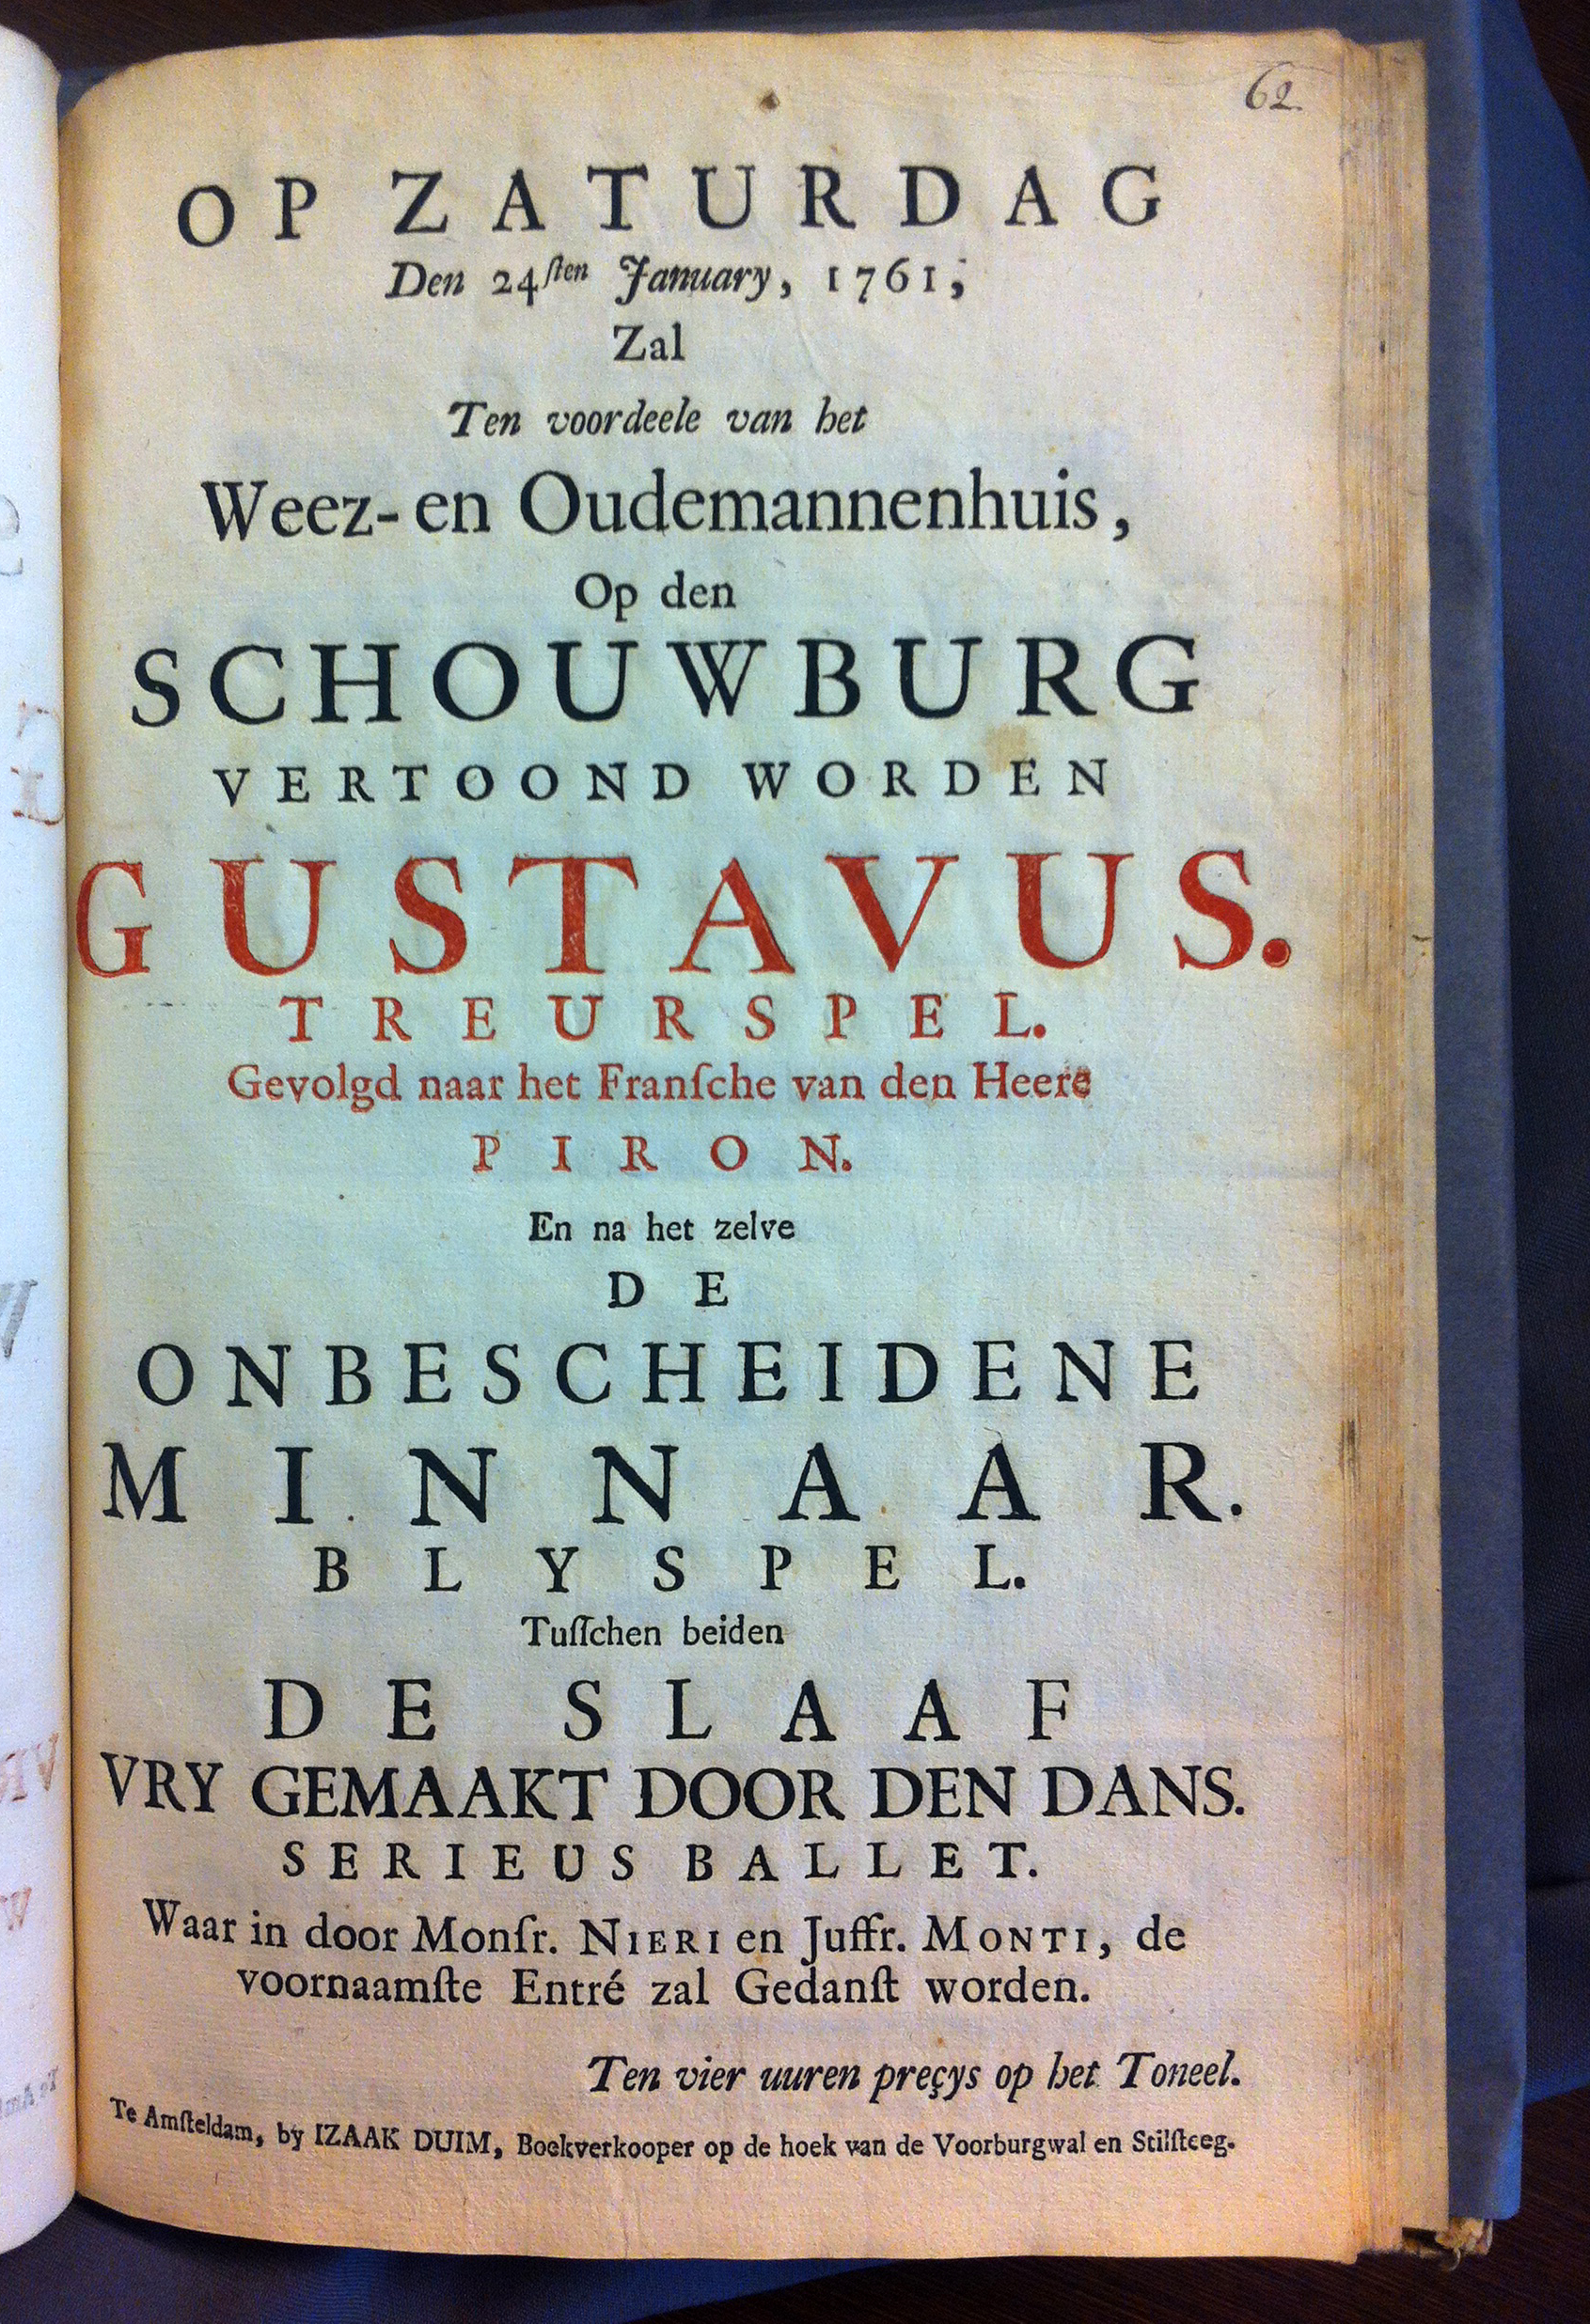 62.
OP ZATURDAG
Den 24ſten January, 1761;
Zal
Ten voordeele van het
Weez- en Oudemannenhuis,
Op den
SCHOUWBURG
VERTOOND WORDEN
GUSTAVUS.
TREURSPEL.
Gevolgd naar het Franſche van den Heere
PIRON.
En na het zelve
DE
ONBESCHEIDENE
MINNAAR.
BLYSPEL.
Tuſſchen beiden
DE SLAAF
VRY GEMAAKT DOOR DEN DANS.
SERIEUS BALLET.
Waar in door Monſr. NIERI en Juffr. MONTI, de
voornaamſte Entré zal Gedanſt worden.
Ten vier uuren preçys op het Toneel.
Te Amſteldam, by IZAAK DUIM, Boekverkooper op de hoek van de Voorburgwal en Stilſteeg.